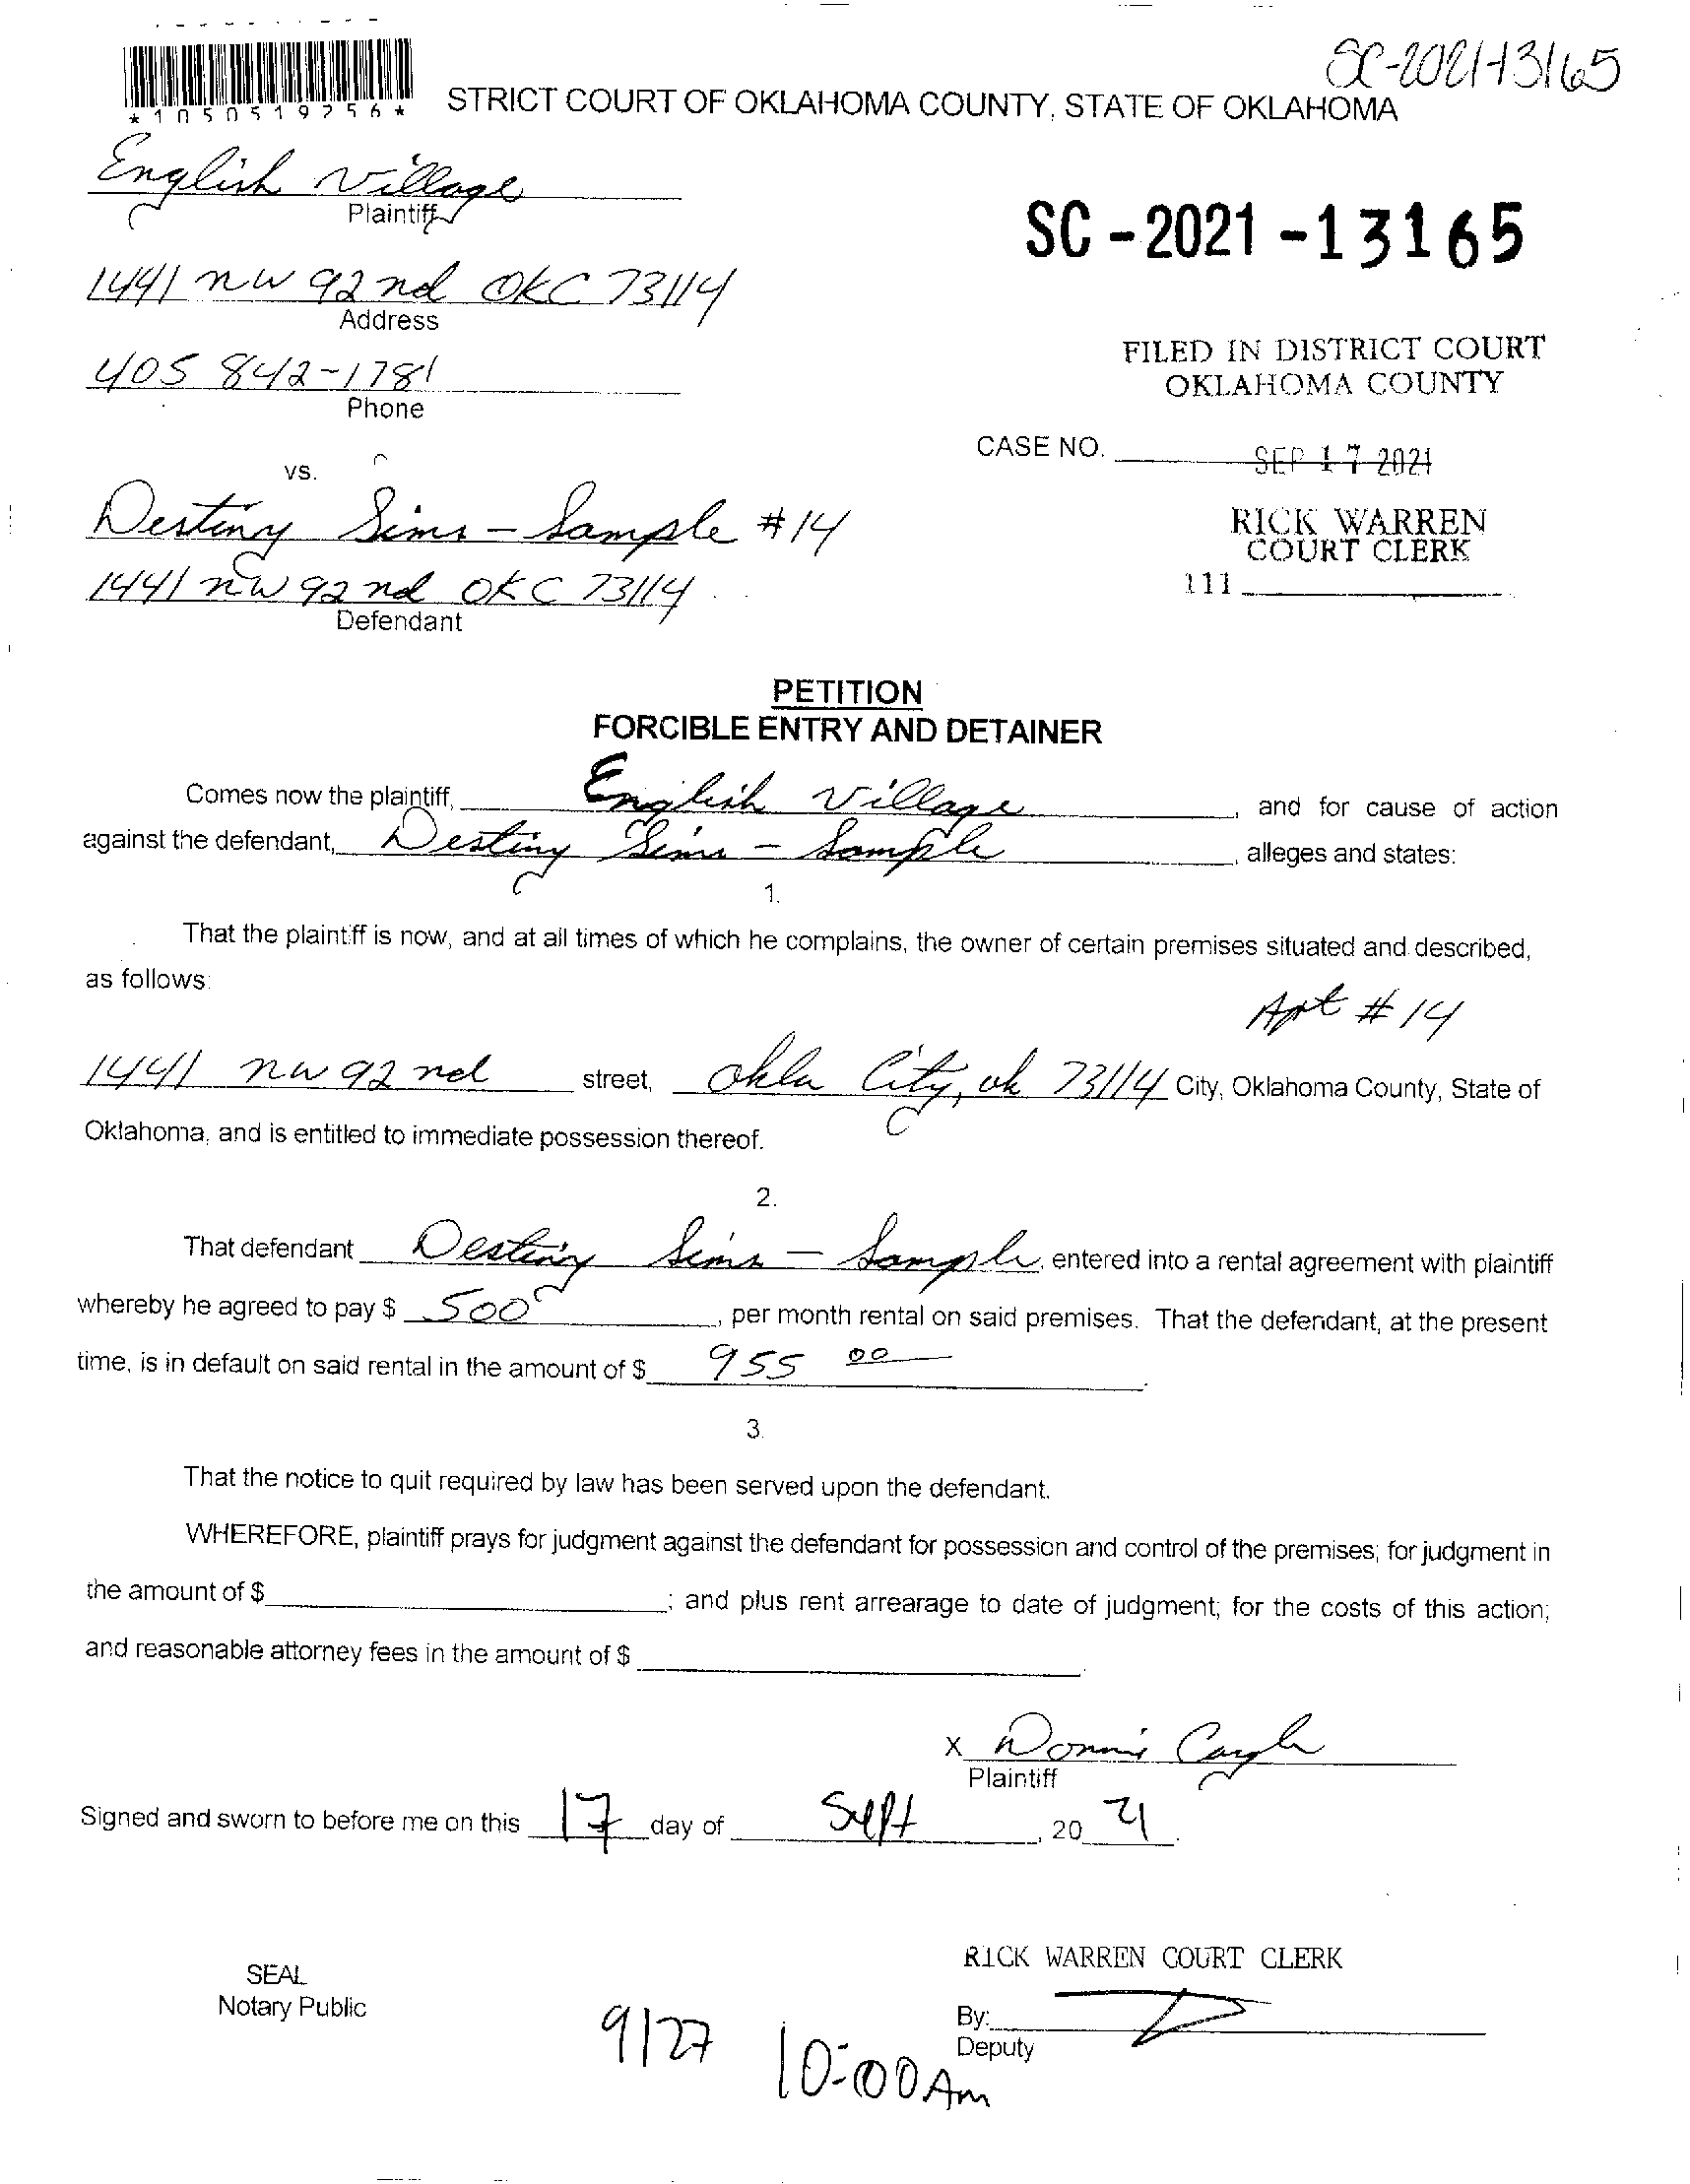 SC-2021-13165
*1050519256*
STRICT COURT OF OKLAHOMA COUNTY, STATE OF OKLAHOMA
English Village
Plaintiff
SC-2021-13165
1441 nw 92nd OKC 73114
Address
FILED IN DISTRICT COURT
OKLAHOMA COUNTY
405 842-1781
Phone
CASE NO.
SEP 17 2021
vs.
RICK WARREN
COURT CLERK
Destiny Sims - Sample #14
111
1441 nw 92nd OKC 73114
Defendant
PETITION
FORCIBLE ENTRY AND DETAINER
Comes now the plaintiff, English Village, and for cause of action
against the defendant, Destiny Sims - Sample, alleges and states:
1.
That the plaintiff is now, and at all times of which he complains, the owner of certain premises situated and described,
as follows:
Apt #14
1441 nw 92nd street, Okla City, ok 73114 City, Oklahoma County, State of
Oklahoma, and is entitled to immediate possession thereof.
2.
That defendant Destiny Sims - Sample, entered into a rental agreement with plaintiff
whereby he agreed to pay $ 500, per month rental on said premises. That the defendant, at the present
time, is in default on said rental in the amount of $ 955 00.
3.
That the notice to quit required by law has been served upon the defendant.
WHEREFORE, plaintiff prays for judgment against the defendant for possession and control of the premises; for judgment in
the amount of $ ; and plus rent arrearage to date of judgment; for the costs of this action;
and reasonable attorney fees in the amount of $
X Donnie
Plaintiff
Signed and sworn to before me on this 17 day of Sept, 20 21.
RICK WARREN COURT CLERK
SEAL
Notary Public
By:
Deputy
9/27 10:00 Am